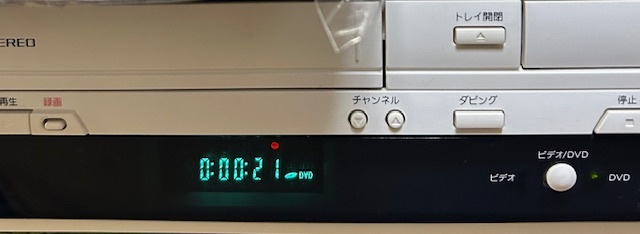 トレイ開閉
EREO
再生
録画
チャンネル
ダビング
停止
0:00:21 DVD
ビデオ/DVD
ビデオ
DVD